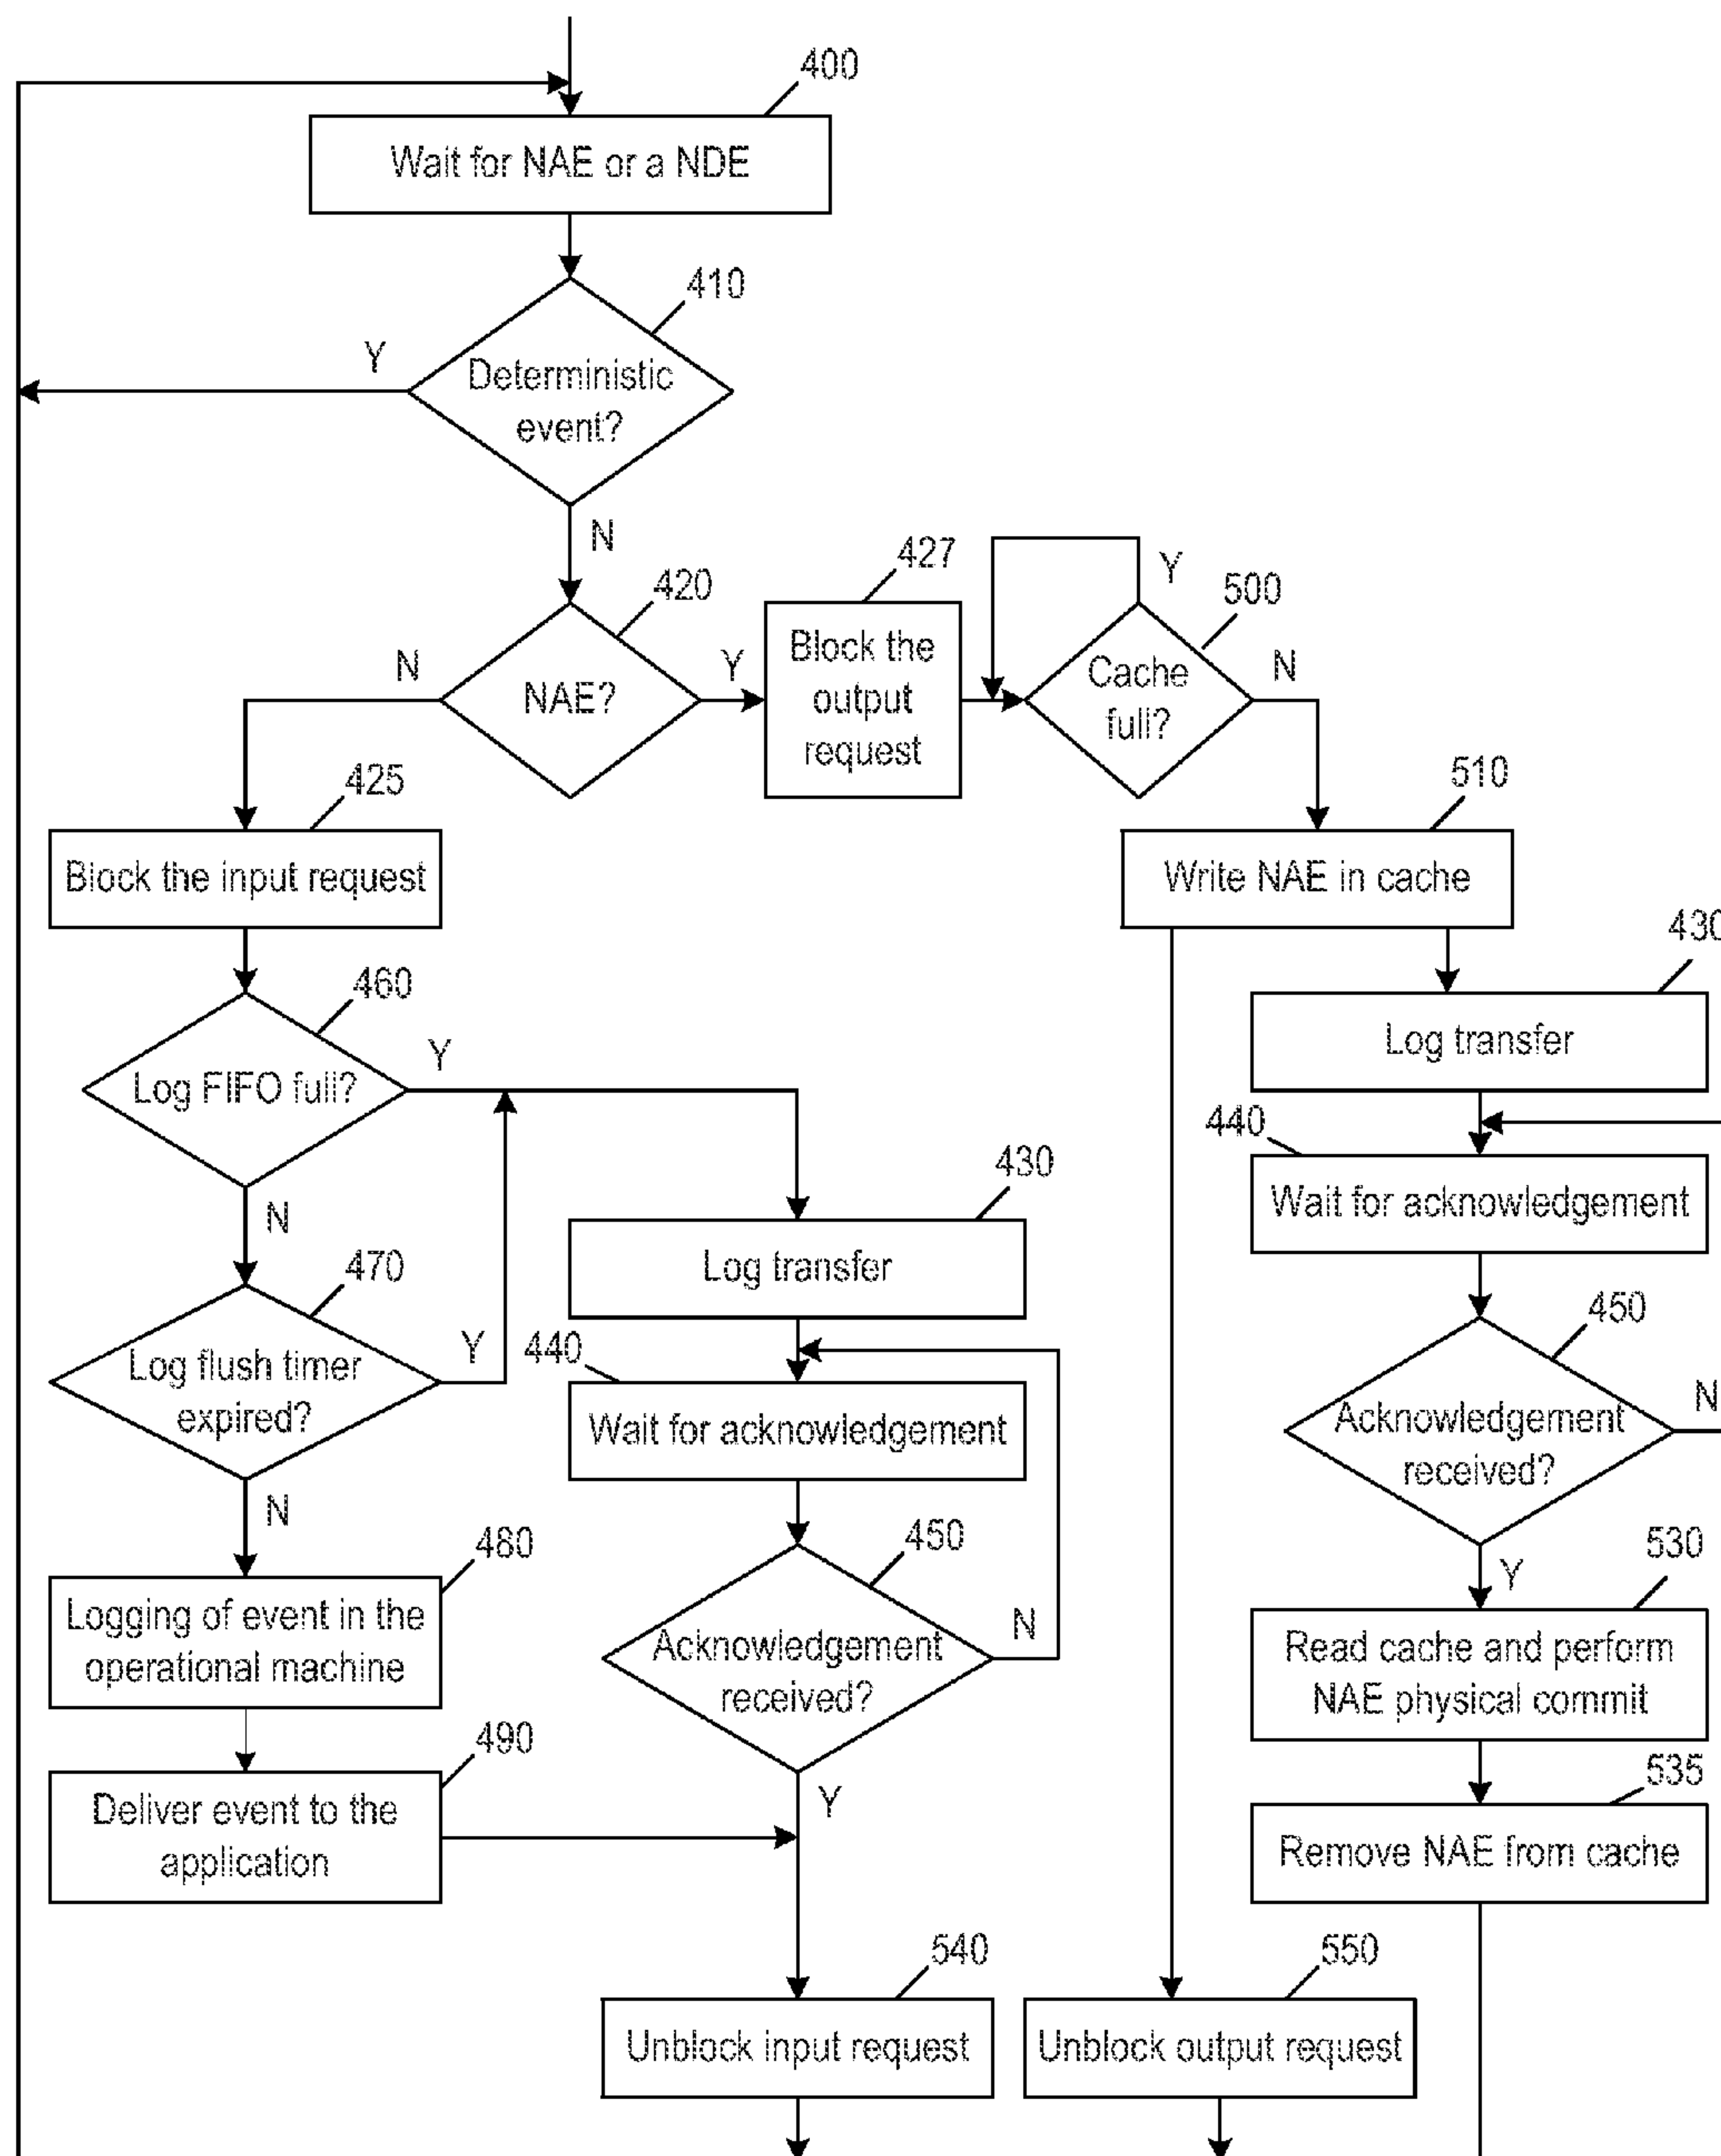 400
Wait for NAE or a NDE
410
Y
Deterministic
event?
N
427
Y
500
420
N
NAE?
Y
Block the
output
request
Cache
full?
N
425
510
Block the input request
Write NAE in cache
430
460
Y
Log FIFO full?
Log transfer
440
430
N
Wait for acknowledgement
470
Log transfer
450
Log flush timer
expired?
Y
440
N
Wait for acknowledgement
Acknowledgement
received?
N
480
450
530
Y
Logging of event in the
operational machine
Acknowledgement
received?
N
Read cache and perform
NAE physical commit
490
535
Y
Deliver event to the
application
Remove NAE from cache
540
550
Unblock input request
Unblock output request